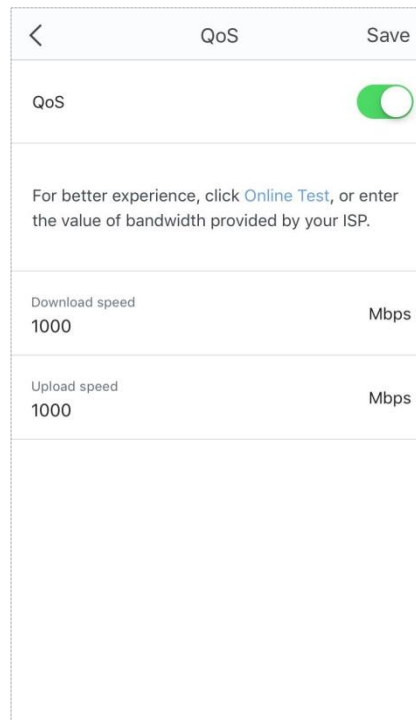 QoS
Save
QoS
For better experience, click Online Test, or enter
the value of bandwidth provided by your ISP.
Download speed
1000
Mbps
Upload speed
1000
Mbps